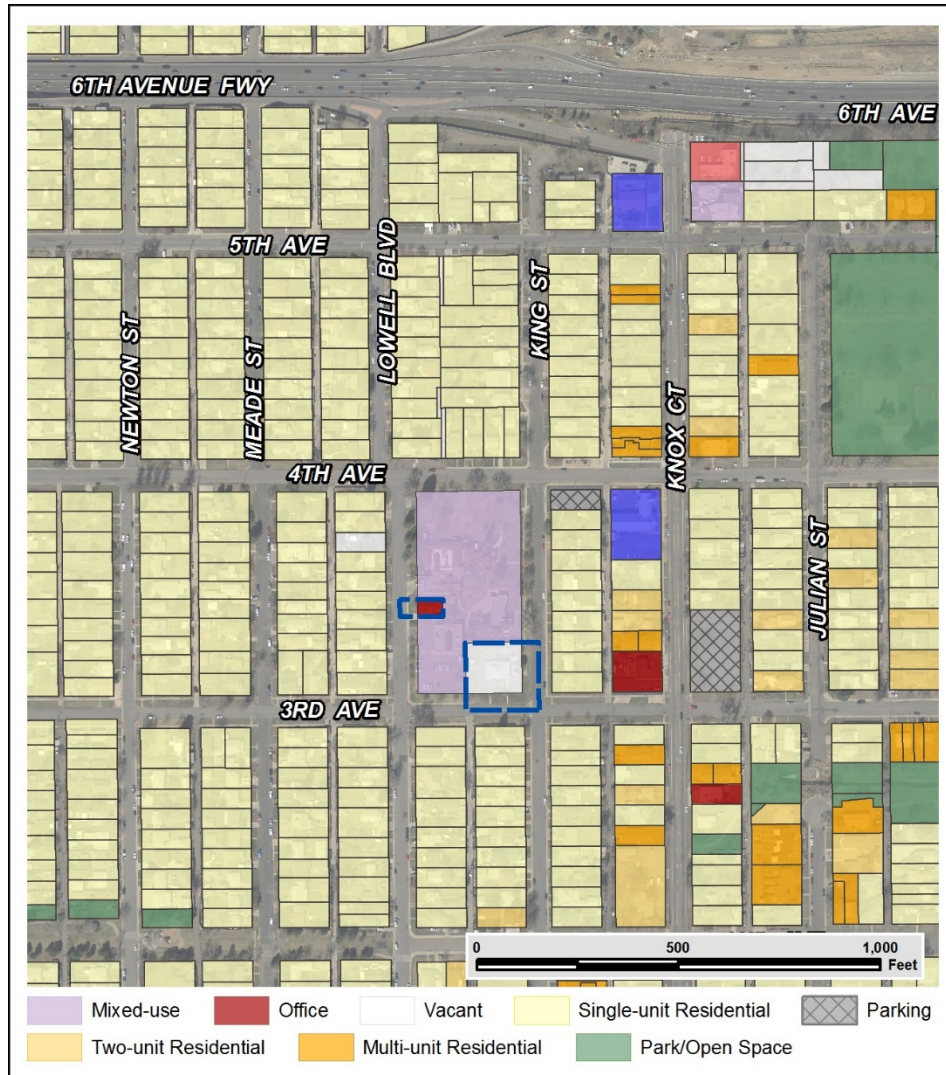 6TH AVENUE FWY
6TH AVE
5TH AVE
LOWELL BLVD
KING ST
NEWTON ST
MEADE ST
KNOX CT
4TH AVE
JULIAN ST
3RD AVE
0 500 1,000
Feet
Mixed-use Office Vacant Single-unit Residential Parking
Two-unit Residential Multi-unit Residential Park/Open Space